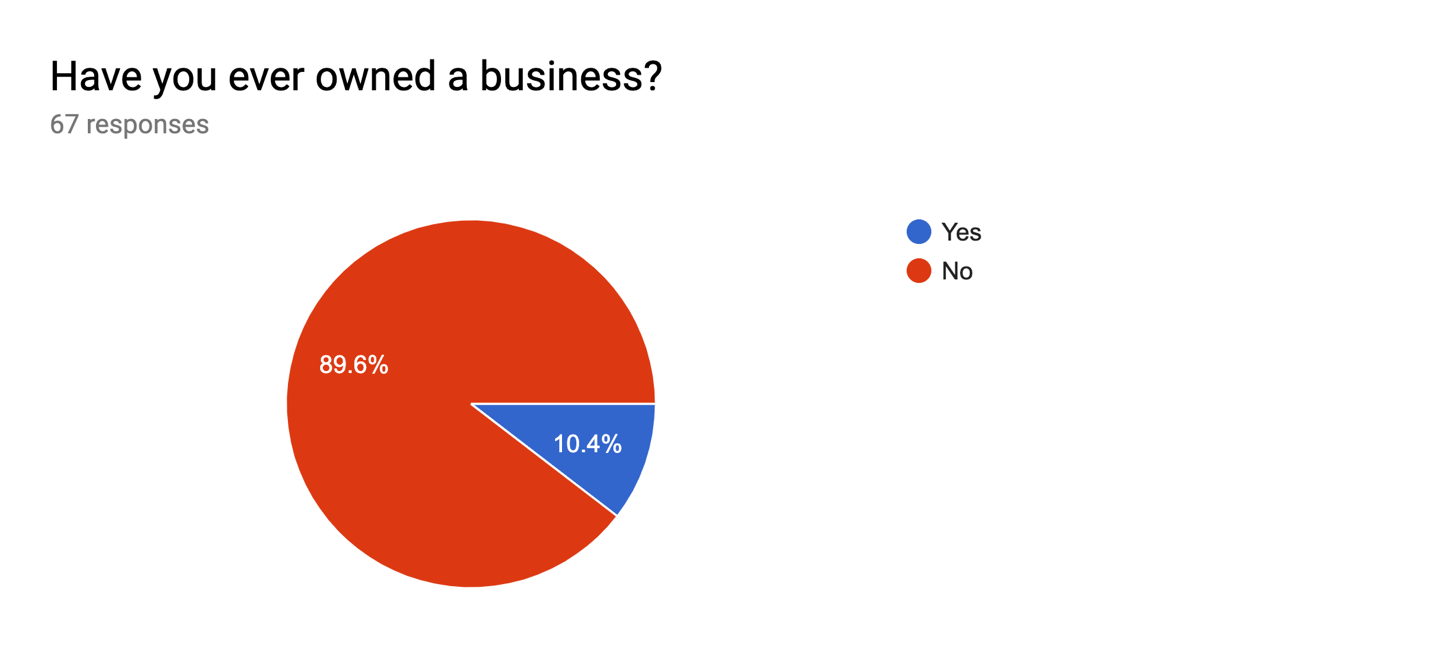 Have you ever owned a business?
67 responses
Yes
No
89.6%
10.4%